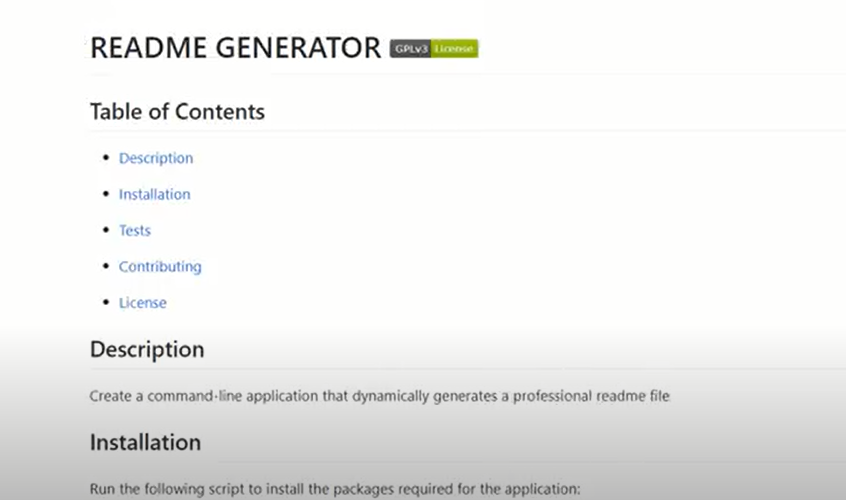 README GENERATOR GPLv3 License
Table of Contents
Description
Installation
Tests
Contributing
License
Description
Create a command-line application that dynamically generates a professional readme file
Installation
Run the following script to install the packages required for the application: